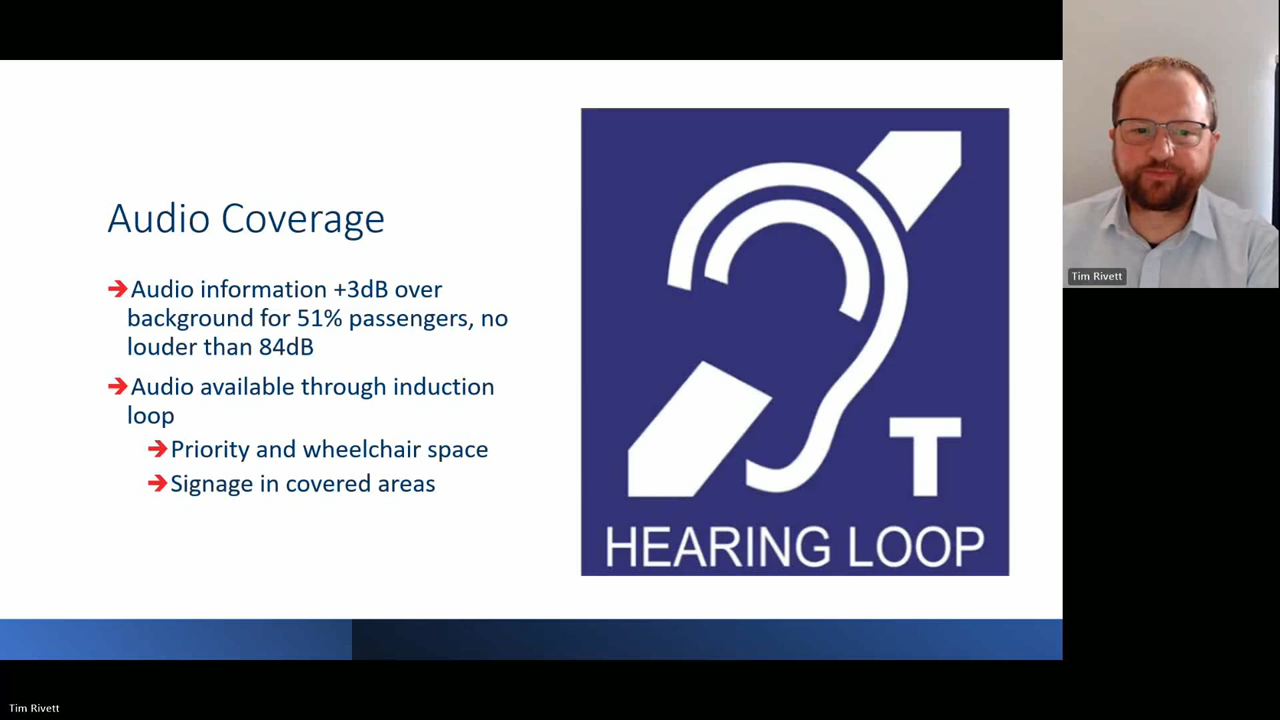 Audio Coverage
➔Audio information +3dB over
background for 51% passengers, no
louder than 84dB
➔Audio available through induction
loop
➔Priority and wheelchair space
➔Signage in covered areas
T
HEARING LOOP
Tim Rivett
Tim Rivett